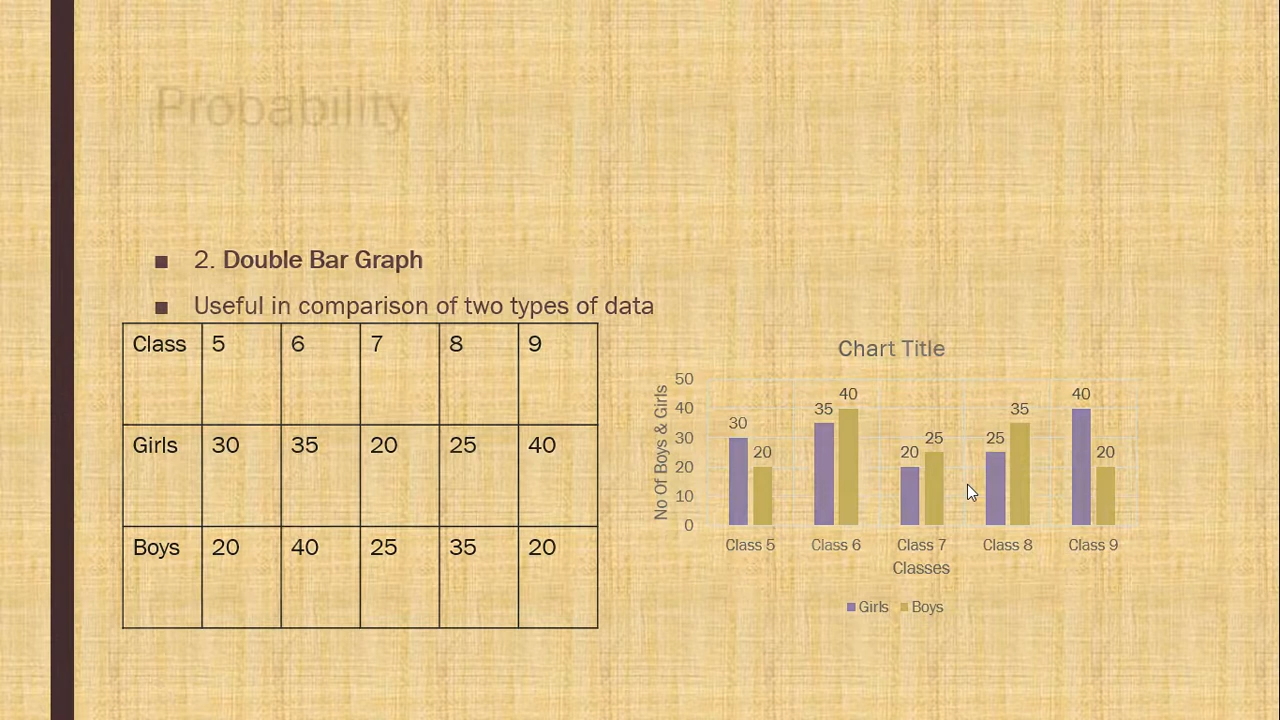 Probability
2. Double Bar Graph
Useful in comparison of two types of data
Class 5 6 7 8 9
Girls 30 35 20 25 40
Boys 20 40 25 35 20
Chart Title
No Of Boys & Girls
50
40
30
20
10
0
30 20 35 40 20 25 25 35 40 20
Class 5 Class 6 Class 7 Class 8 Class 9
Classes
Girls Boys